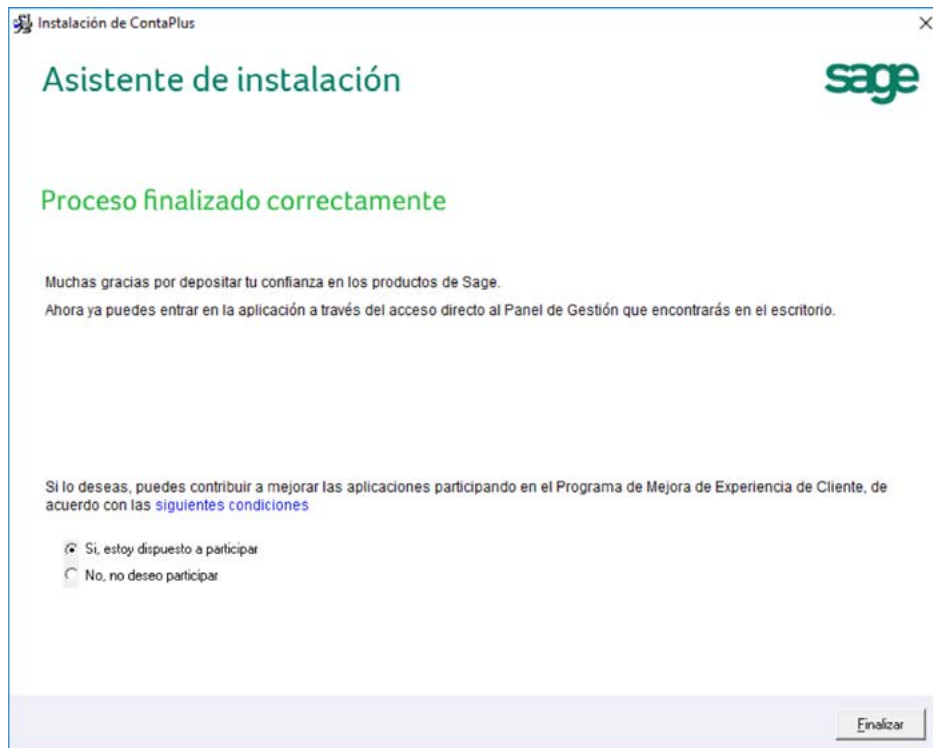 Instalación de ContaPlus
Asistente de instalación
sage
Proceso finalizado correctamente
Muchas gracias por depositar tu confianza en los productos de Sage.
Ahora ya puedes entrar en la aplicación a través del acceso directo al Panel de Gestión que encontrarás en el escritorio.
Si lo deseas, puedes contribuir a mejorar las aplicaciones participando en el Programa de Mejora de Experiencia de Cliente, de
acuerdo con las siguientes condiciones
Si, estoy dispuesto a participar
No, no deseo participar
Finalizar